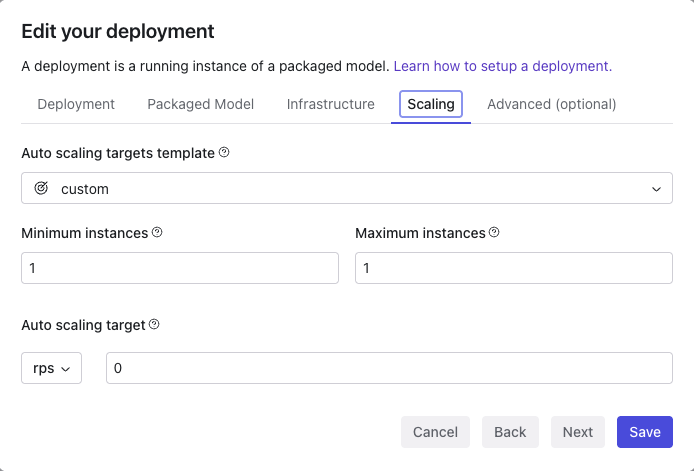 Edit your deployment
A deployment is a running instance of a packaged model. Learn how to setup a deployment.
Deployment Packaged Model Infrastructure Scaling Advanced (optional)
Auto scaling targets template
custom
Minimum instances Maximum instances
1 1
Auto scaling target
rps 0
Cancel Back Next Save